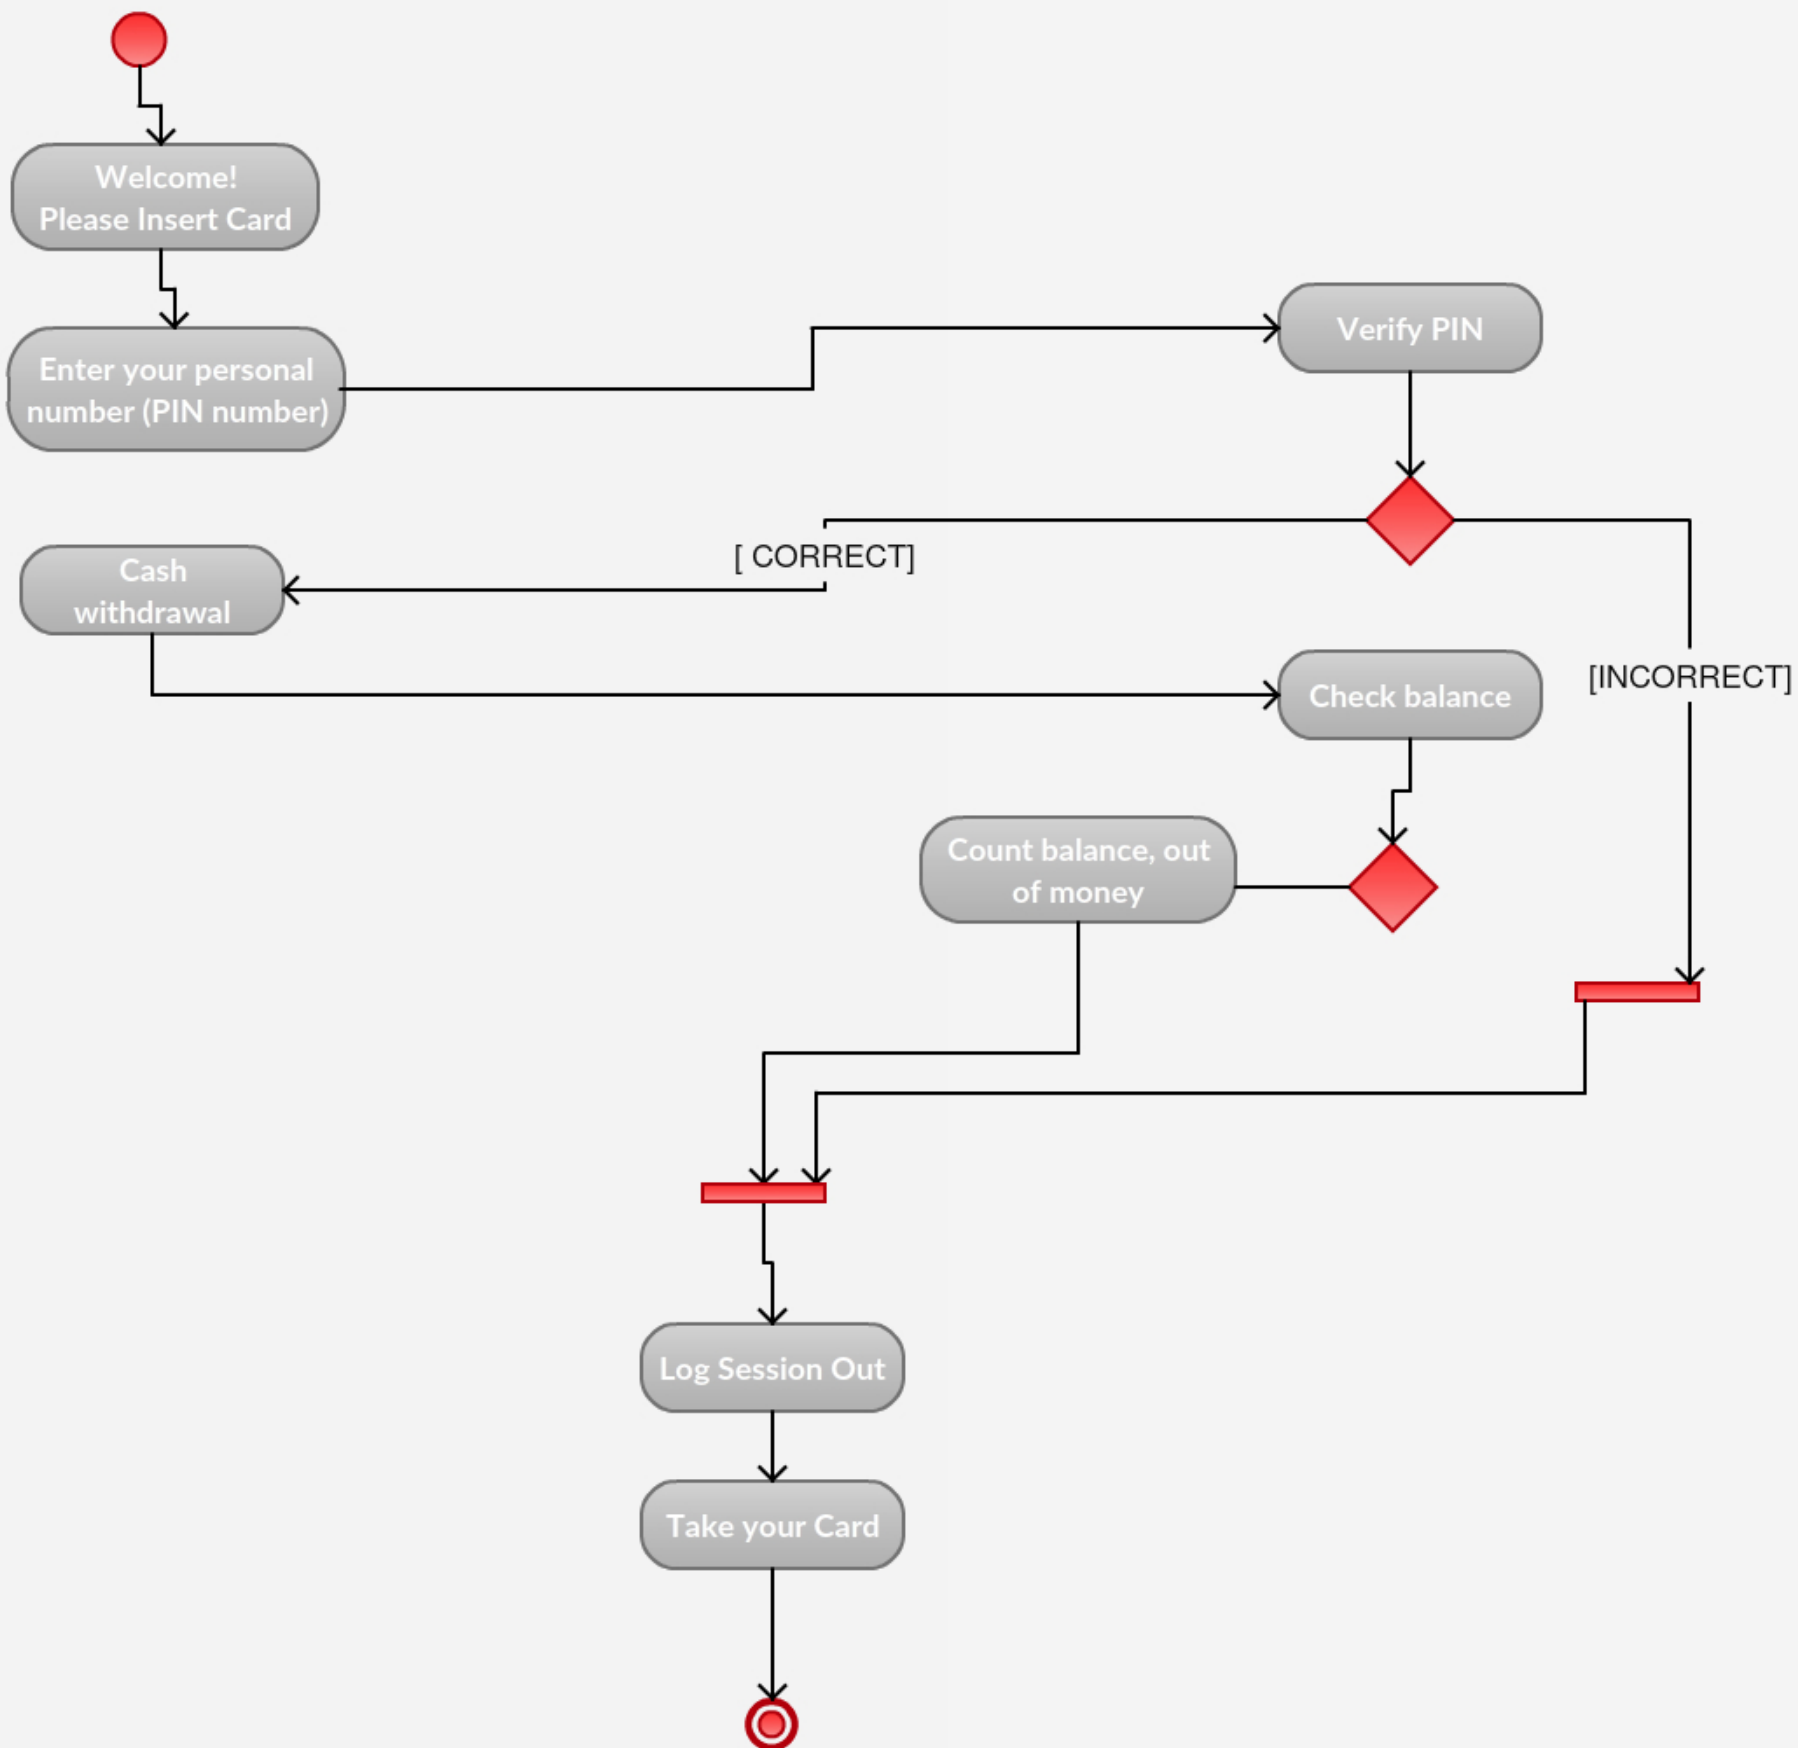 Welcome!
Please Insert Card
Enter your personal
number (PIN number)
Verify PIN
[ CORRECT]
Cash
withdrawal
[INCORRECT]
Check balance
Count balance, out
of money
Log Session Out
Take your Card